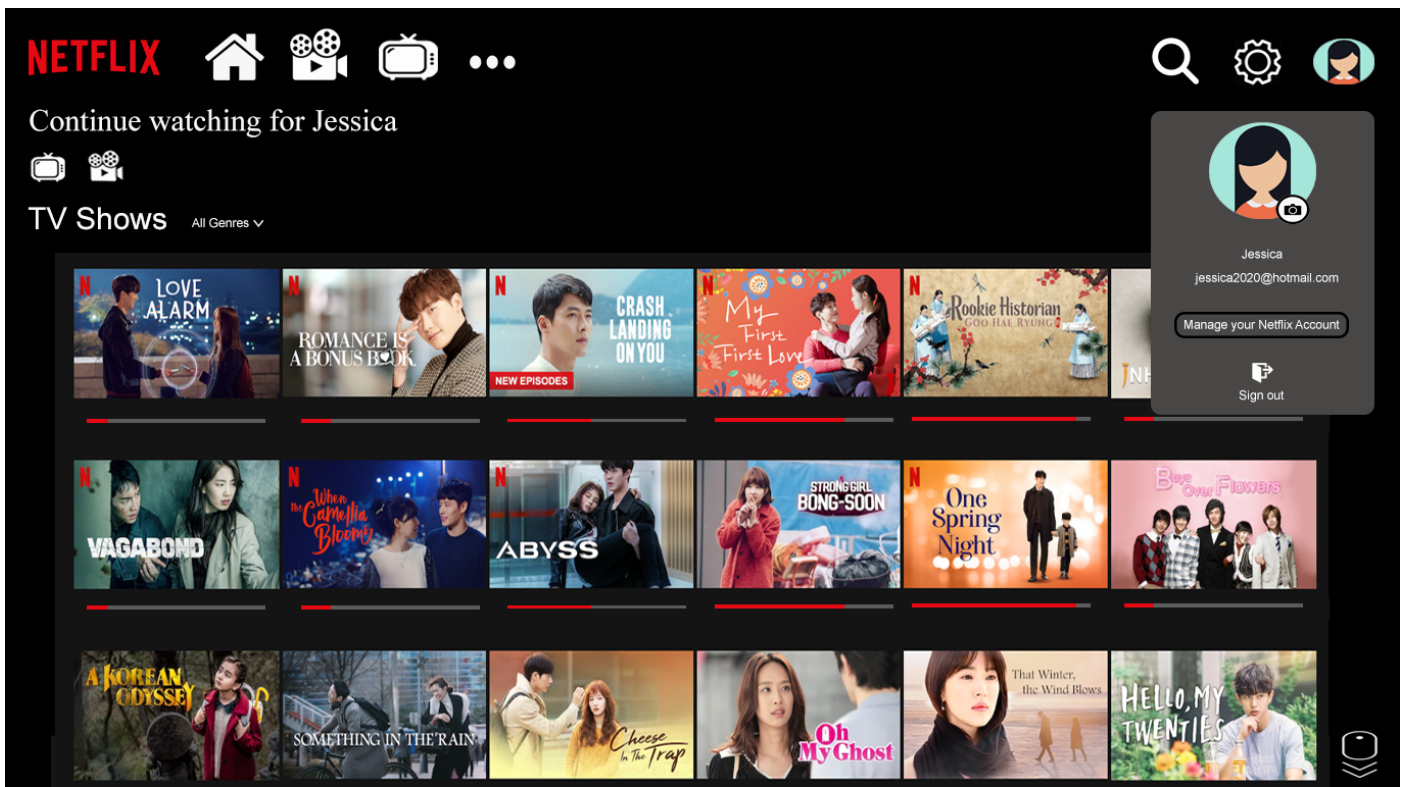 NETFLIX
Continue watching for Jessica
TV Shows
All Genres
Jessica
jessica2020@hotmail.com
Manage your Netflix Account
Sign out
N
LOVE
ALARM
N
ROMANCE IS
A BONUS BOOK
N
CRASH
LANDING
ON YOU
NEW EPISODES
N
My
First
First Love
N
Rookie Historian
GOO HAE RYUNG
N
VAGABOND
N
When
the Camellia
Blooms
N
ABYSS
STRONG GIRL
BONG-SOON
N
One
Spring
Night
Boys
Over Flowers
A KOREAN
ODYSSEY
SOMETHING IN THE RAIN
Cheese
In The Trap
Oh
My Ghost
That Winter,
the Wind Blows
HELLO, MY
TWENTIES